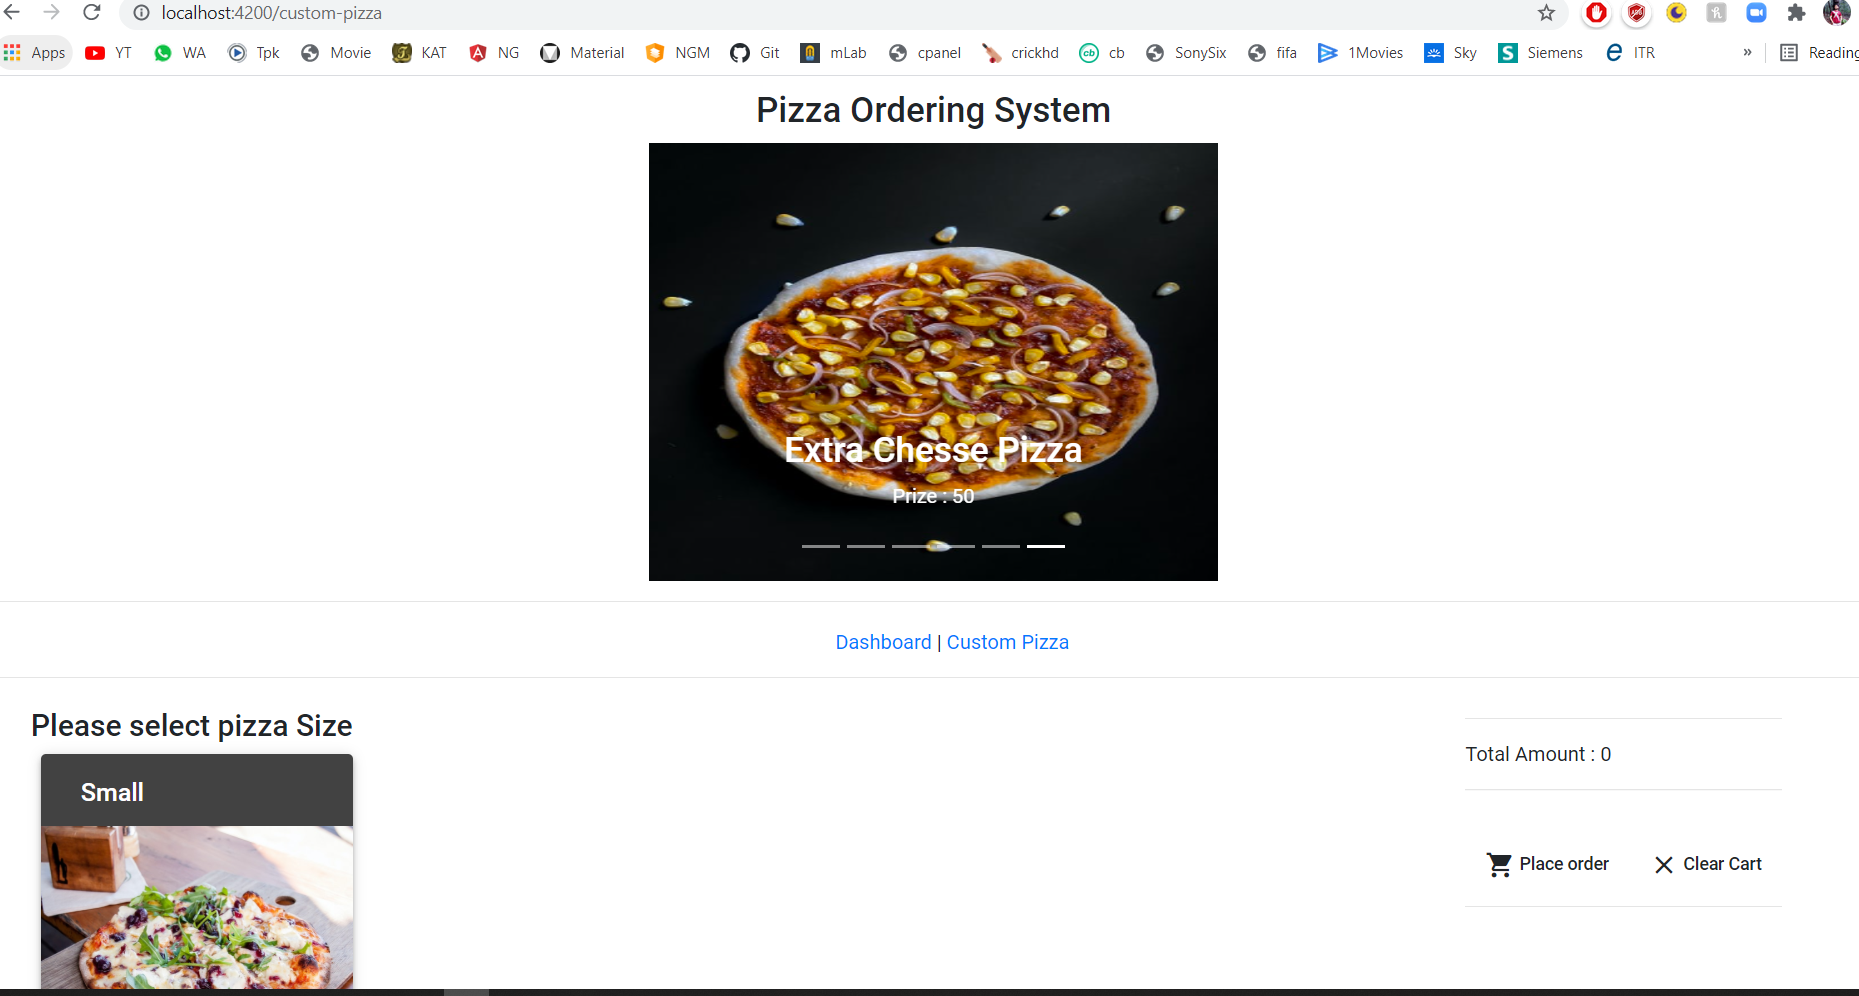 localhost:4200/custom-pizza
Apps YT WA Tpk Movie KAT NG Material NGM Git mLab cpanel crickhd cb SonySix fifa 1Movies Sky Siemens ITR » Reading
Pizza Ordering System
Extra Chesse Pizza
Prize : 50
Dashboard | Custom Pizza
Please select pizza Size
Small
Total Amount : 0
Place order
Clear Cart